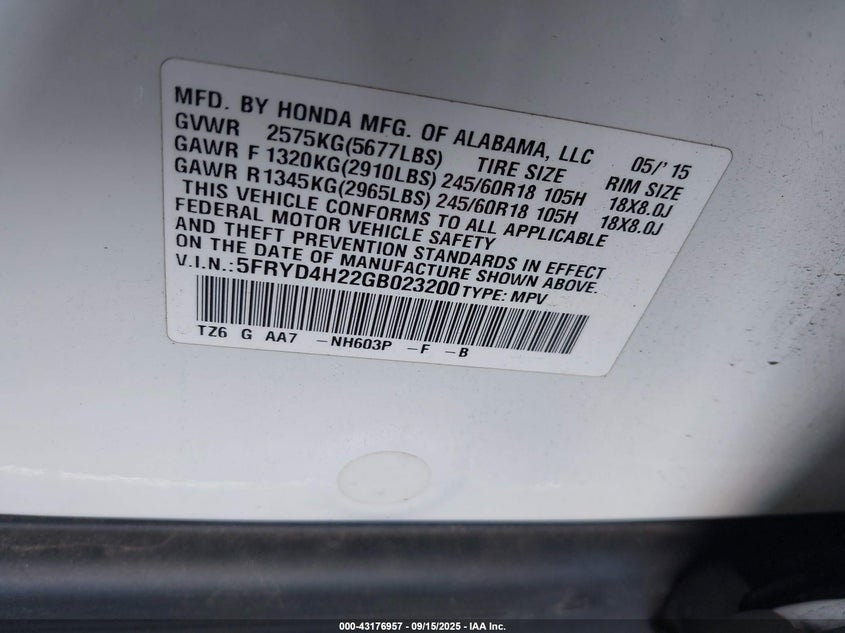 MFD. BY HONDA MFG. OF ALABAMA, LLC 05/'15
GVWR 2575KG(5677LBS) TIRE SIZE RIM SIZE
GAWR F 1320KG(2910LBS) 245/60R18 105H 18X8.0J
GAWR R1345KG(2965LBS) 245/60R18 105H 18X8.0J
THIS VEHICLE CONFORMS TO ALL APPLICABLE
FEDERAL MOTOR VEHICLE SAFETY
AND THEFT PREVENTION STANDARDS IN EFFECT
ON THE DATE OF MANUFACTURE SHOWN ABOVE.
V.I.N.:5FRYD4H22GB023200 TYPE: MPV
TZ6 G AA7 -NH603P -F -B
000-43176957 - 09/15/2025 - IAA Inc.